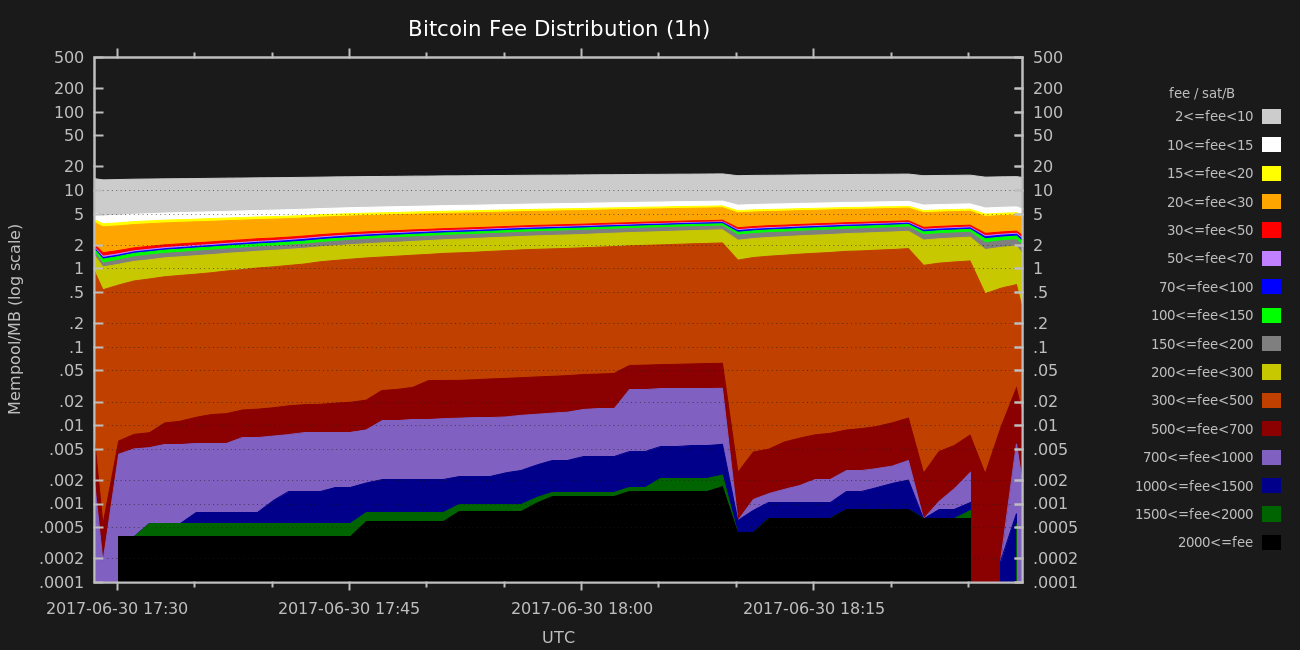 Bitcoin Fee Distribution (1h)
500
200
100
50
20
10
5
2
1
.5
.2
.1
.05
.02
.01
.005
.002
.001
.0005
.0002
.0001
Mempool/MB (log scale)
500
200
100
50
20
10
5
2
1
.5
.2
.1
.05
.02
.01
.005
.002
.001
.0005
.0002
.0001
2017-06-30 17:30
2017-06-30 17:45
2017-06-30 18:00
2017-06-30 18:15
UTC
fee / sat/B
2<=fee<10
10<=fee<15
15<=fee<20
20<=fee<30
30<=fee<50
50<=fee<70
70<=fee<100
100<=fee<150
150<=fee<200
200<=fee<300
300<=fee<500
500<=fee<700
700<=fee<1000
1000<=fee<1500
1500<=fee<2000
2000<=fee